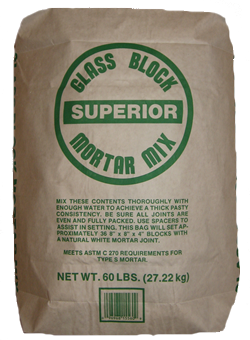 GLASS BLOCK
SUPERIOR
MORTAR MIX
MIX THESE CONTENTS THOROUGHLY WITH
ENOUGH WATER TO ACHIEVE A THICK PASTY
CONSISTENCY. BE SURE ALL JOINTS ARE
EVEN AND FULLY PACKED. USE SPACERS TO
ASSIST IN SETTING. THIS BAG WILL SET AP-
PROXIMATELY 36 8" x 8" x 4" BLOCKS WITH
A NATURAL WHITE MORTAR JOINT.
MEETS ASTM C 270 REQUIREMENTS FOR
TYPE S MORTAR.
NET WT. 60 LBS. (27.22 kg)